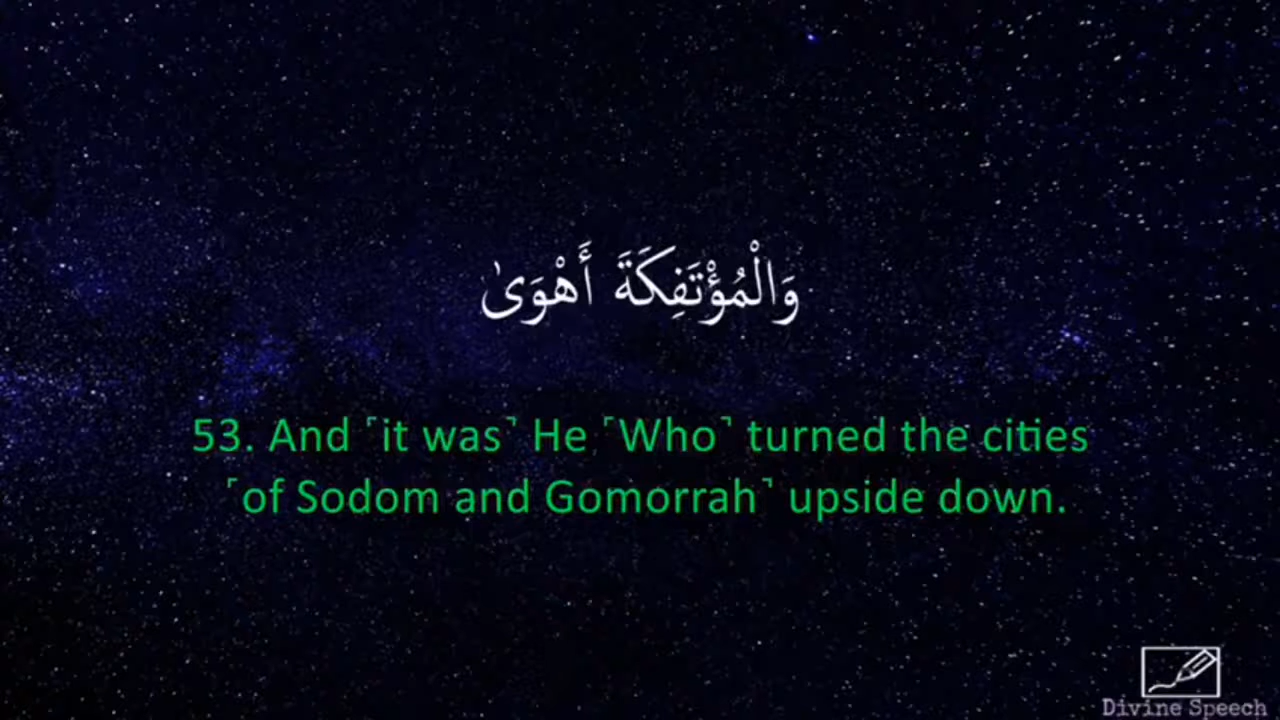 وَالْمُؤْتَفِكَةَ أَهْوَىٰ
53. And ˹it was˺ He ˹Who˺ turned the cities
˹of Sodom and Gomorrah˺ upside down.
Divine Speech